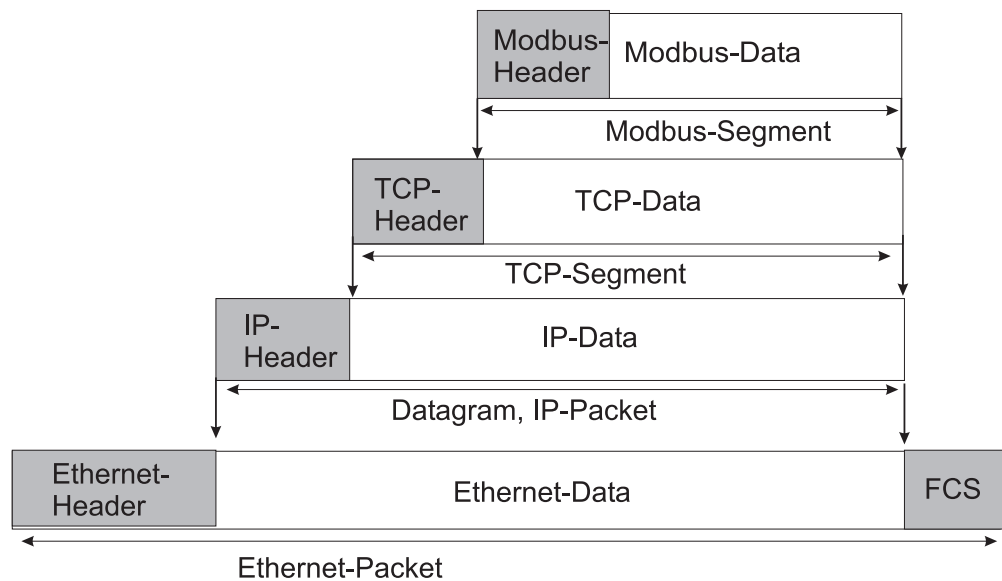 Modbus-
Header
Modbus-Data
Modbus-Segment
TCP-
Header
TCP-Data
TCP-Segment
IP-
Header
IP-Data
Datagram, IP-Packet
Ethernet-
Header
Ethernet-Data
FCS
Ethernet-Packet